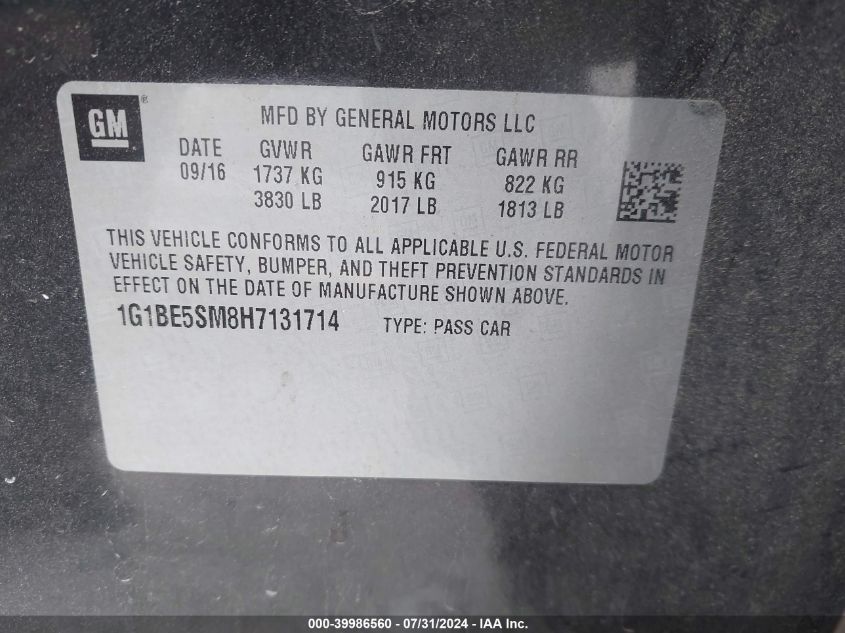 GM® MFD BY GENERAL MOTORS LLC
DATE GVWR GAWR FRT GAWR RR
09/16 1737 KG 915 KG 822 KG
3830 LB 2017 LB 1813 LB
THIS VEHICLE CONFORMS TO ALL APPLICABLE U.S. FEDERAL MOTOR
VEHICLE SAFETY, BUMPER, AND THEFT PREVENTION STANDARDS IN
EFFECT ON THE DATE OF MANUFACTURE SHOWN ABOVE.
1G1BE5SM8H7131714 TYPE: PASS CAR
000-39986560 - 07/31/2024 - IAA Inc.